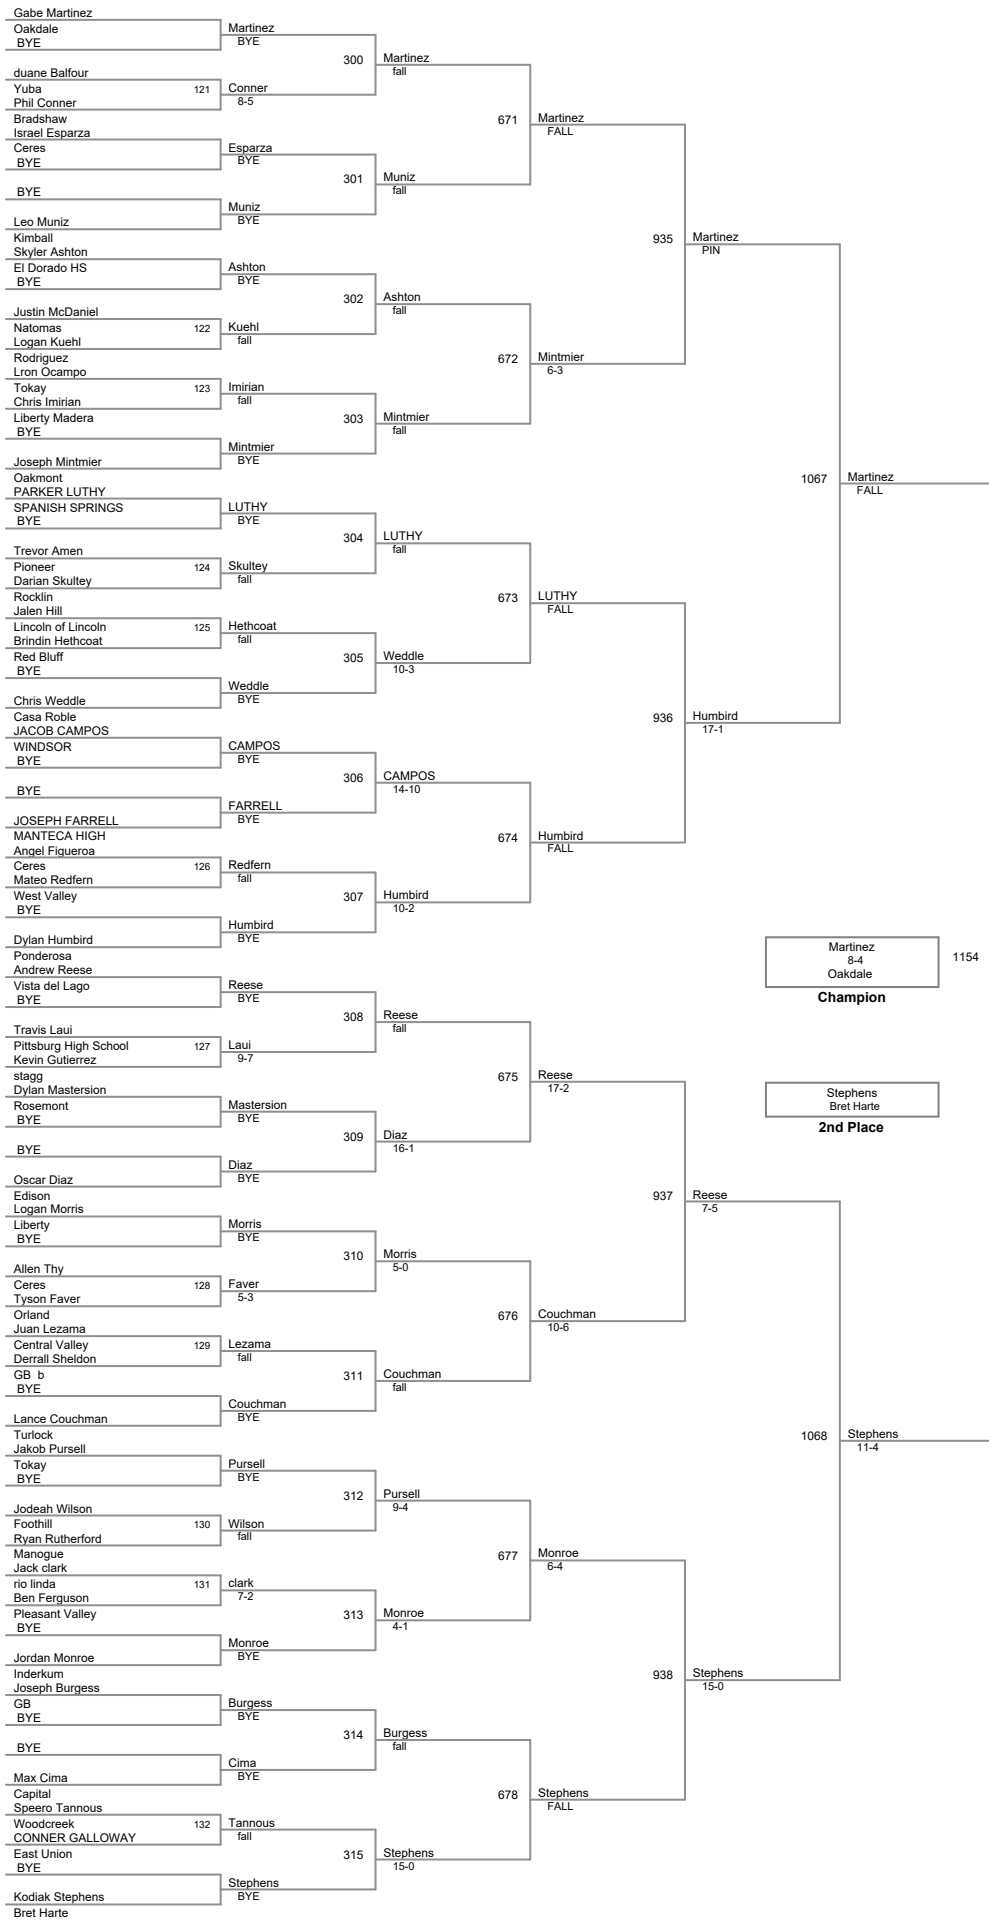 Gabe Martinez
Oakdale
BYE
Martinez
BYE
300
Martinez
fall
duane Balfour
Yuba
121
Phil Conner
Conner
8-5
Bradshaw
671
Martinez
FALL
Israel Esparza
Ceres
BYE
Esparza
BYE
301
Muniz
fall
BYE
Muniz
BYE
Leo Muniz
Kimball
935
Martinez
PIN
Skyler Ashton
El Dorado HS
BYE
Ashton
BYE
302
Ashton
fall
Justin McDaniel
Natomas
122
Logan Kuehl
Kuehl
fall
Rodriguez
672
Mintmier
6-3
Lron Ocampo
Tokay
123
Chris Imirian
Imirian
fall
Liberty Madera
303
Mintmier
fall
BYE
Mintmier
BYE
Joseph Mintmier
Oakmont
1067
Martinez
FALL
PARKER LUTHY
SPANISH SPRINGS
BYE
LUTHY
BYE
304
LUTHY
fall
Trevor Amen
Pioneer
124
Darian Skultey
Skultey
fall
Rocklin
673
LUTHY
FALL
Jalen Hill
Lincoln of Lincoln
125
Brindin Hethcoat
Hethcoat
fall
Red Bluff
305
Weddle
10-3
BYE
Weddle
BYE
Chris Weddle
Casa Roble
936
Humbird
17-1
JACOB CAMPOS
WINDSOR
BYE
CAMPOS
BYE
306
CAMPOS
14-10
BYE
FARRELL
BYE
JOSEPH FARRELL
MANTECA HIGH
674
Humbird
FALL
Angel Figueroa
Ceres
126
Mateo Redfern
Redfern
fall
West Valley
307
Humbird
10-2
BYE
Humbird
BYE
Dylan Humbird
Ponderosa
Martinez
8-4
Oakdale
1154
Champion
Andrew Reese
Vista del Lago
BYE
Reese
BYE
308
Reese
fall
Travis Laui
Pittsburg High School
127
Kevin Gutierrez
Laui
9-7
stagg
675
Reese
17-2
Stephens
Bret Harte
2nd Place
Dylan Mastersion
Rosemont
BYE
Mastersion
BYE
309
Diaz
16-1
BYE
Diaz
BYE
Oscar Diaz
Edison
937
Reese
7-5
Logan Morris
Liberty
BYE
Morris
BYE
310
Morris
5-0
Allen Thy
Ceres
128
Tyson Faver
Faver
5-3
Orland
676
Couchman
10-6
Juan Lezama
Central Valley
129
Derrall Sheldon
Lezama
fall
GB b
311
Couchman
fall
BYE
Couchman
BYE
Lance Couchman
Turlock
1068
Stephens
11-4
Jakob Pursell
Tokay
BYE
Pursell
BYE
312
Pursell
9-4
Jodeah Wilson
Foothill
130
Ryan Rutherford
Wilson
fall
Manogue
677
Monroe
6-4
Jack clark
rio linda
131
Ben Ferguson
clark
7-2
Pleasant Valley
313
Monroe
4-1
BYE
Monroe
BYE
Jordan Monroe
Inderkum
938
Stephens
15-0
Joseph Burgess
GB
BYE
Burgess
BYE
314
Burgess
fall
BYE
Cima
BYE
Max Cima
Capital
678
Stephens
FALL
Speero Tannous
Woodcreek
132
CONNER GALLOWAY
Tannous
fall
East Union
315
Stephens
15-0
BYE
Stephens
BYE
Kodiak Stephens
Bret Harte